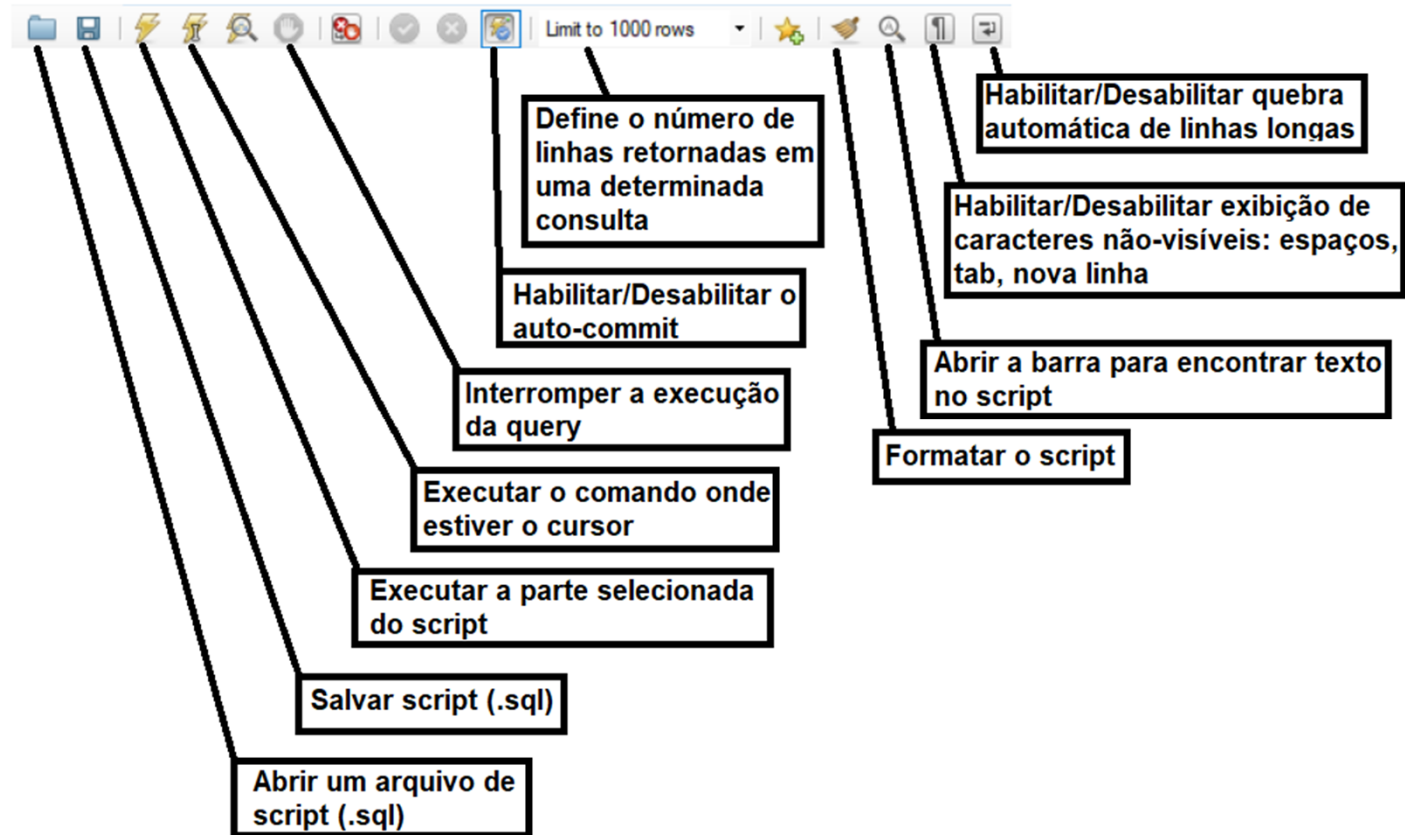 Limit to 1000 rows
Habilitar/Desabilitar quebra
automática de linhas longas
Define o número de
linhas retornadas em
uma determinada
consulta
Habilitar/Desabilitar exibição de
caracteres não-visíveis: espaços,
tab, nova linha
Habilitar/Desabilitar o
auto-commit
Abrir a barra para encontrar texto
no script
Interromper a execução
da query
Formatar o script
Executar o comando onde
estiver o cursor
Executar a parte selecionada
do script
Salvar script (.sql)
Abrir um arquivo de
script (.sql)